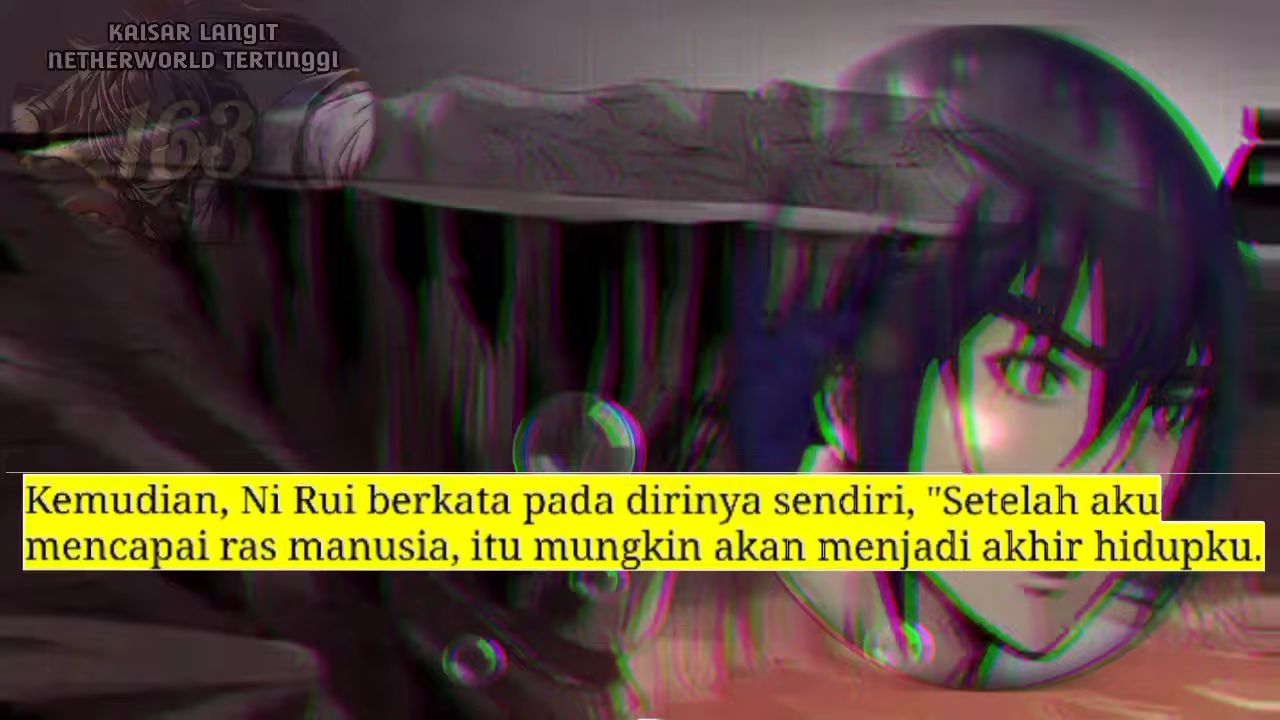 KAISAR LANGIT
NETHERWORLD TERTINGGI
163
Kemudian, Ni Rui berkata pada dirinya sendiri, "Setelah aku
mencapai ras manusia, itu mungkin akan menjadi akhir hidupku.